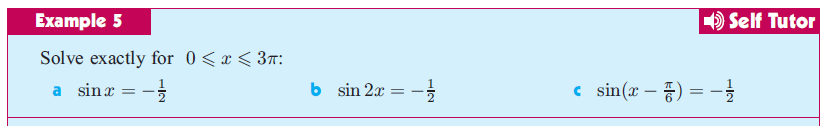 Example 5 Self Tutor
Solve exactly for 0 ⩽ x ⩽ 3π:
a sin x = −1/2 b sin 2x = −1/2 c sin(x − π/6) = −1/2